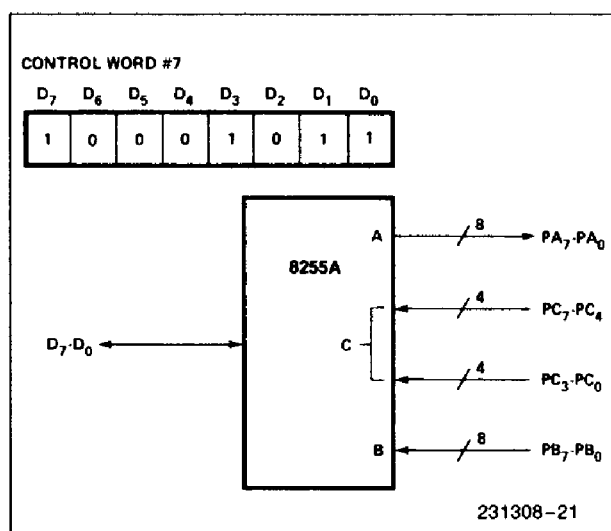 CONTROL WORD #7
D7 D6 D5 D4 D3 D2 D1 D0
1 0 0 0 1 0 1 1
A 8 PA7-PA0
8255A
4 PC7-PC4
D7-D0 C
4 PC3-PC0
B 8 PB7-PB0
231308-21